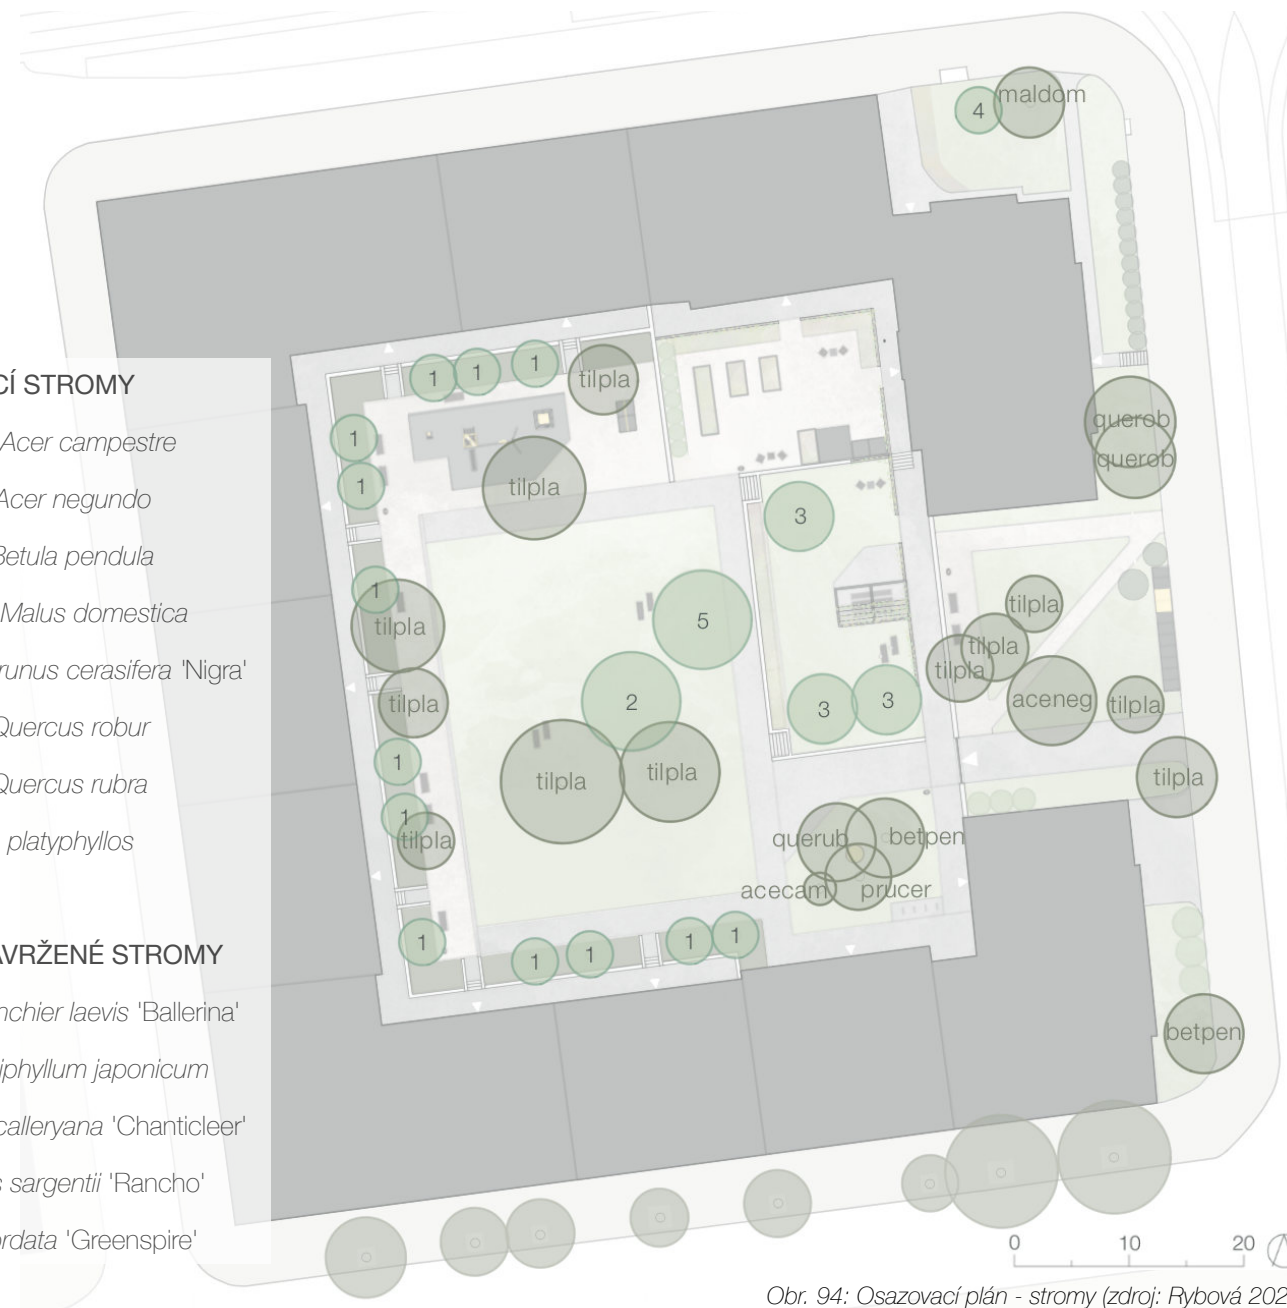 maldom
4
CÍ STROMY
Acer campestre
Acer negundo
Betula pendula
Malus domestica
runus cerasifera 'Nigra'
Quercus robur
Quercus rubra
platyphyllos
AVRŽENÉ STROMY
nchier laevis 'Ballerina'
iphyllum japonicum
calleryana 'Chanticleer'
s sargentii 'Rancho'
ordata 'Greenspire'
1
1
1
tilpla
1
1
tilpla
querob
querob
3
1
tilpla
5
tilpla
tilpla
tilpla
tilpla
2
3
3
aceneg
tilpla
1
tilpla
tilpla
tilpla
1
tilpla
querub
betpen
acecam
prucer
1
1
1
1
1
betpen
0
10
20
Obr. 94: Osazovací plán - stromy (zdroj: Rybová 202